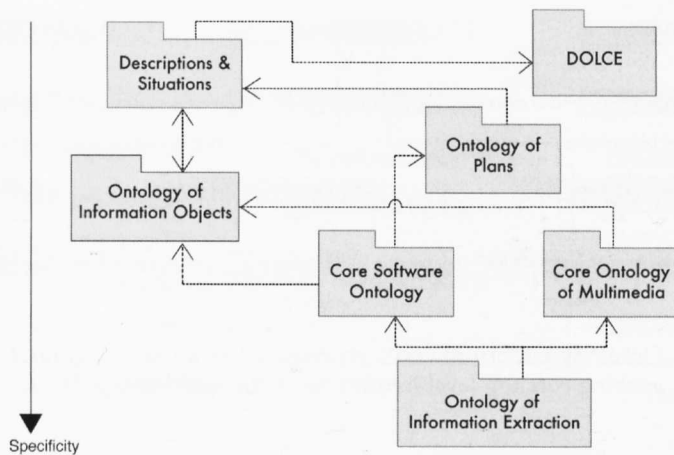 Descriptions &
Situations
DOLCE
Ontology of
Plans
Ontology of
Information Objects
Core Software
Ontology
Core Ontology
of Multimedia
Ontology of
Information Extraction
Specificity